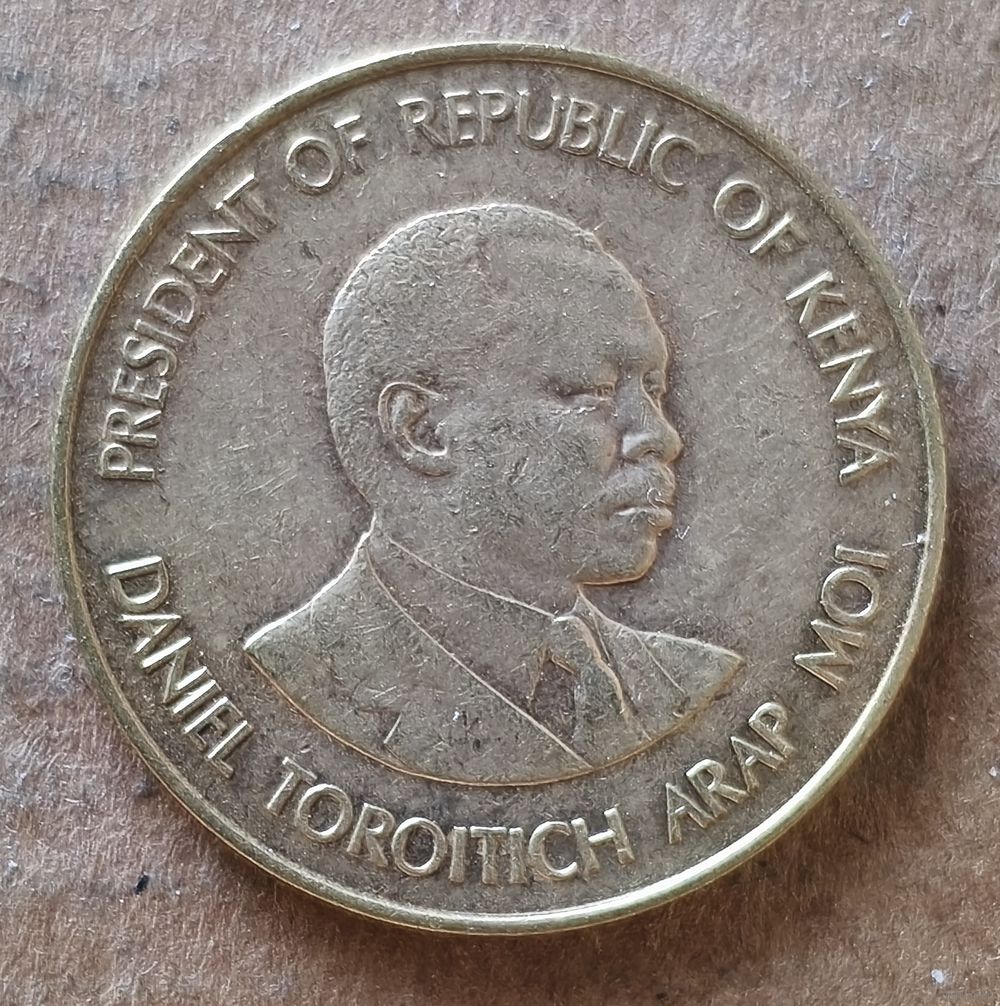 PRESIDENT OF REPUBLIC OF KENYA
DANIEL TOROITICH ARAP MOI